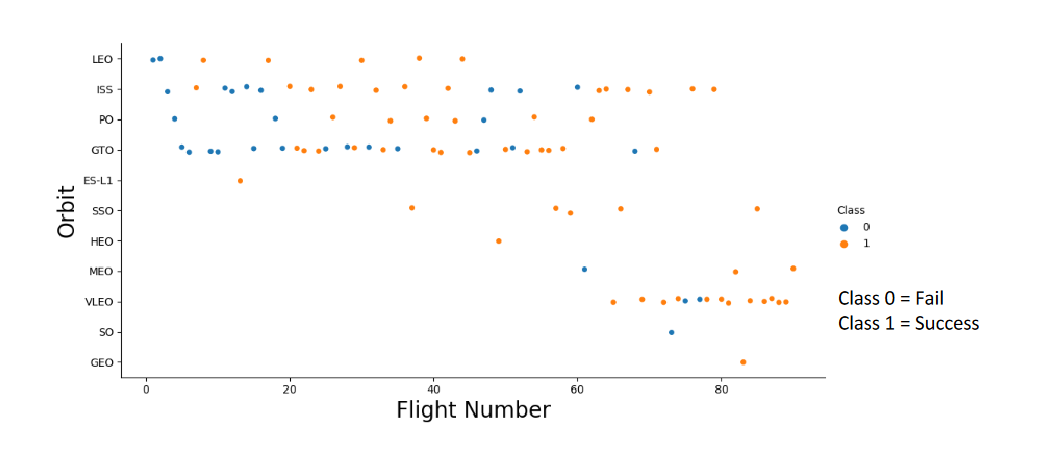 LEO
ISS
PO
GTO
ES-L1
SSO
HEO
MEO
VLEO
SO
GEO
Orbit
0
20
40
60
80
Flight Number
Class
0
1
Class 0 = Fail
Class 1 = Success